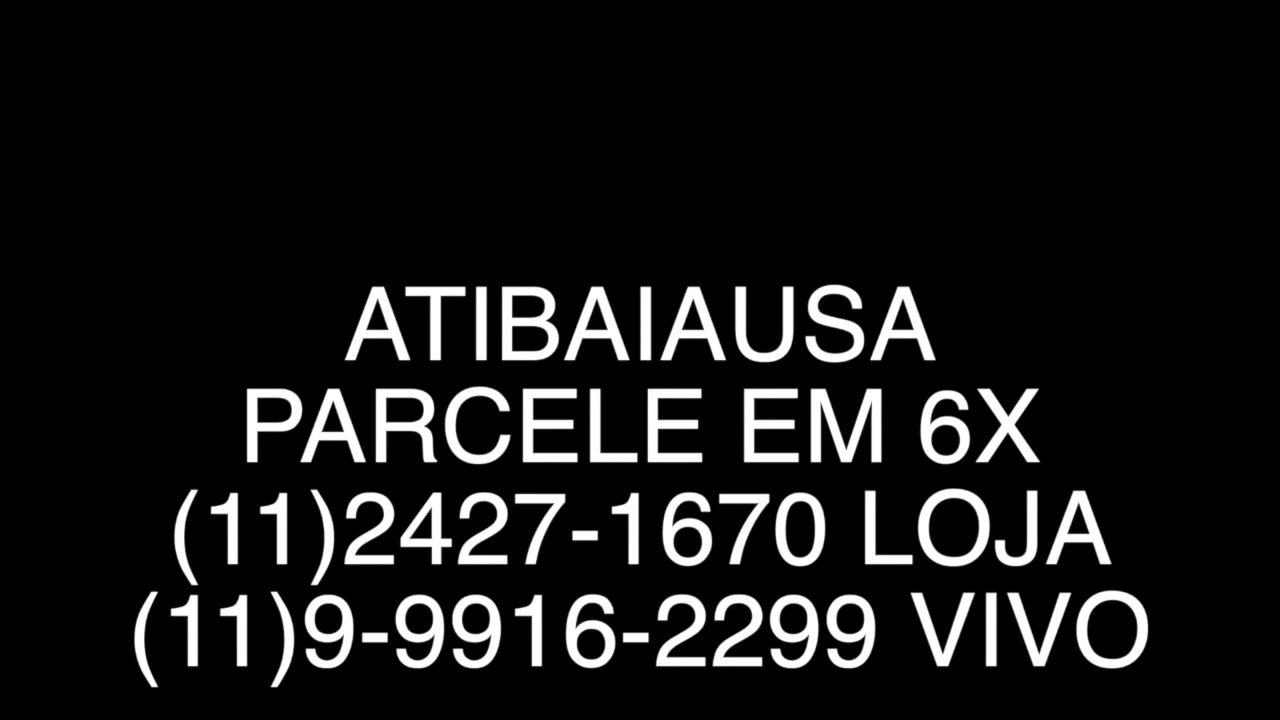 ATIBAIAUSA
PARCELE EM 6X
(11)2427-1670 LOJA
(11)9-9916-2299 VIVO